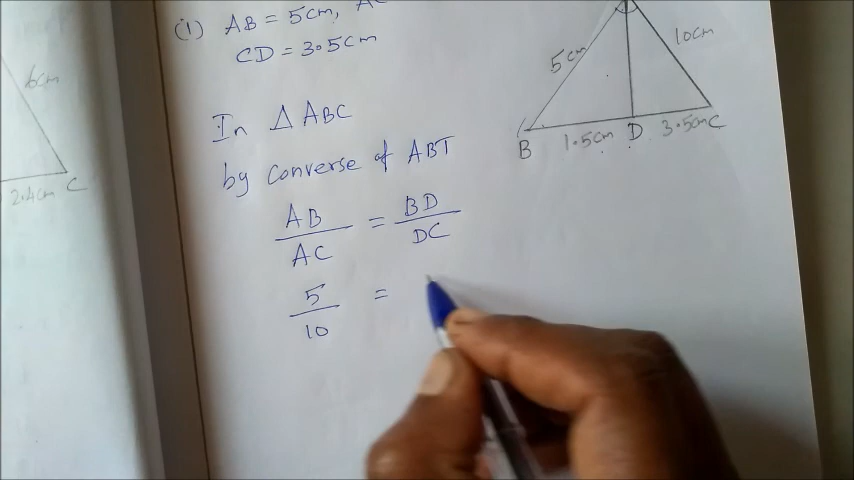 (i) AB = 5cm, AC
CD = 3.5cm
In Δ ABC
by converse of ABT
AB/AC = BD/DC
5/10 =
5cm
10cm
B 1.5cm D 3.5cm C
6cm
2.4cm C